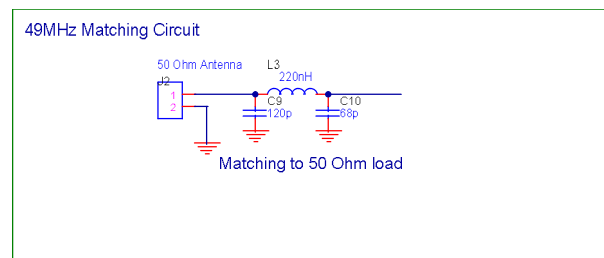 49MHz Matching Circuit
50 Ohm Antenna
L3
J2
220nH
1
2
C9
120p
C10
68p
Matching to 50 Ohm load